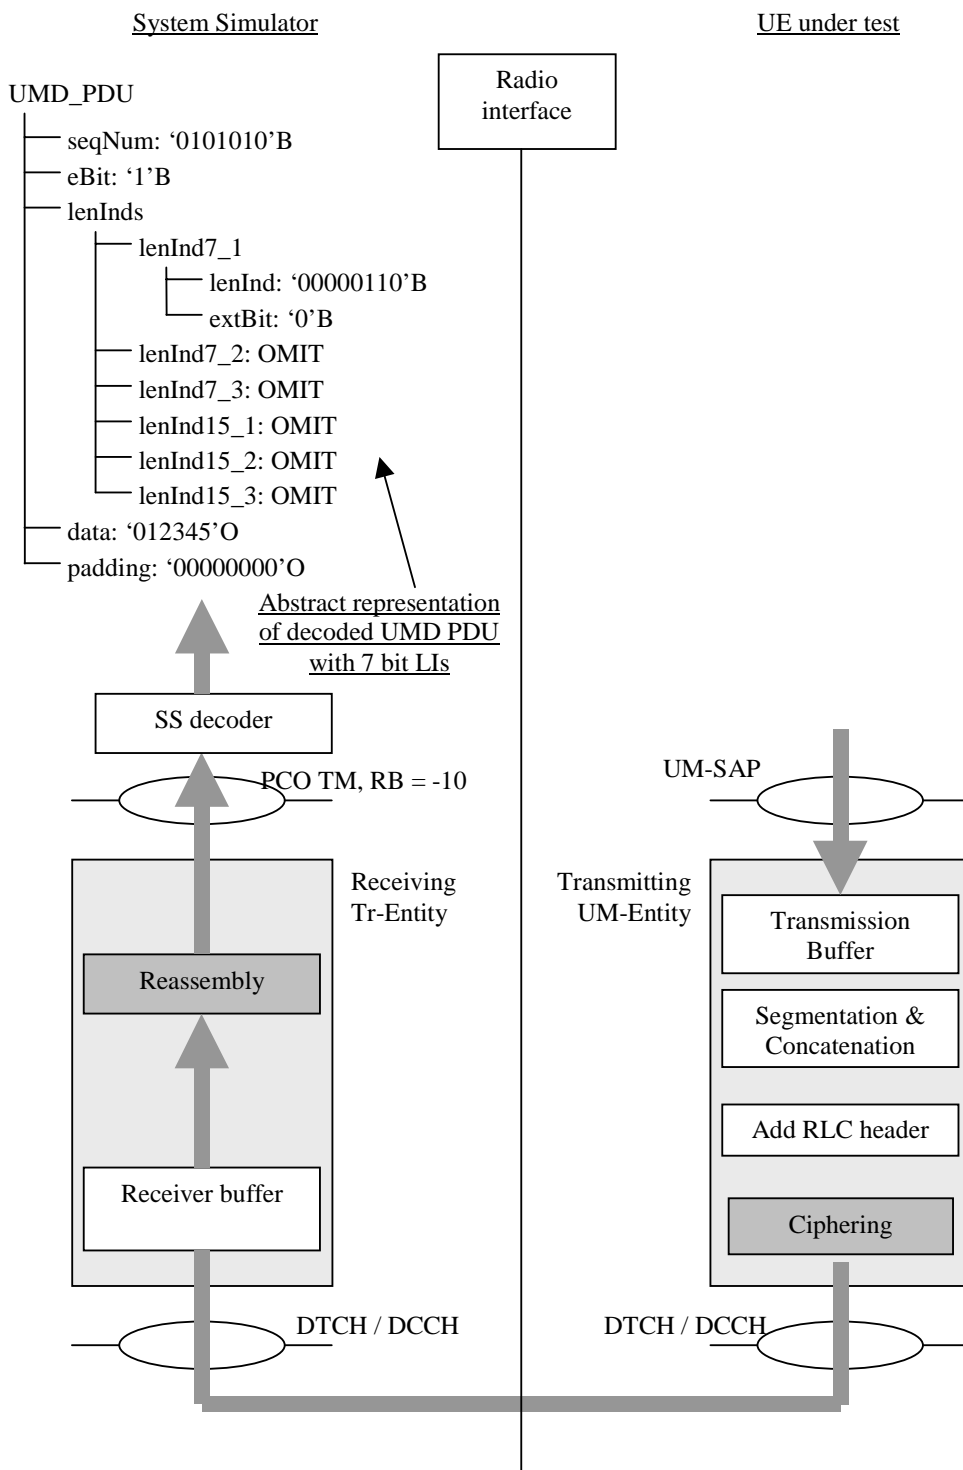 System Simulator
UE under test
Radio
interface
UMD_PDU
seqNum: ‘0101010’B
eBit: ‘1’B
lenInds
lenInd7_1
lenInd: ‘00000110’B
extBit: ‘0’B
lenInd7_2: OMIT
lenInd7_3: OMIT
lenInd15_1: OMIT
lenInd15_2: OMIT
lenInd15_3: OMIT
data: ‘012345’O
padding: ‘00000000’O
Abstract representation
of decoded UMD PDU
with 7 bit LIs
SS decoder
PCO TM, RB = -10
UM-SAP
Receiving
Tr-Entity
Transmitting
UM-Entity
Transmission
Buffer
Reassembly
Segmentation &
Concatenation
Add RLC header
Receiver buffer
Ciphering
DTCH / DCCH
DTCH / DCCH